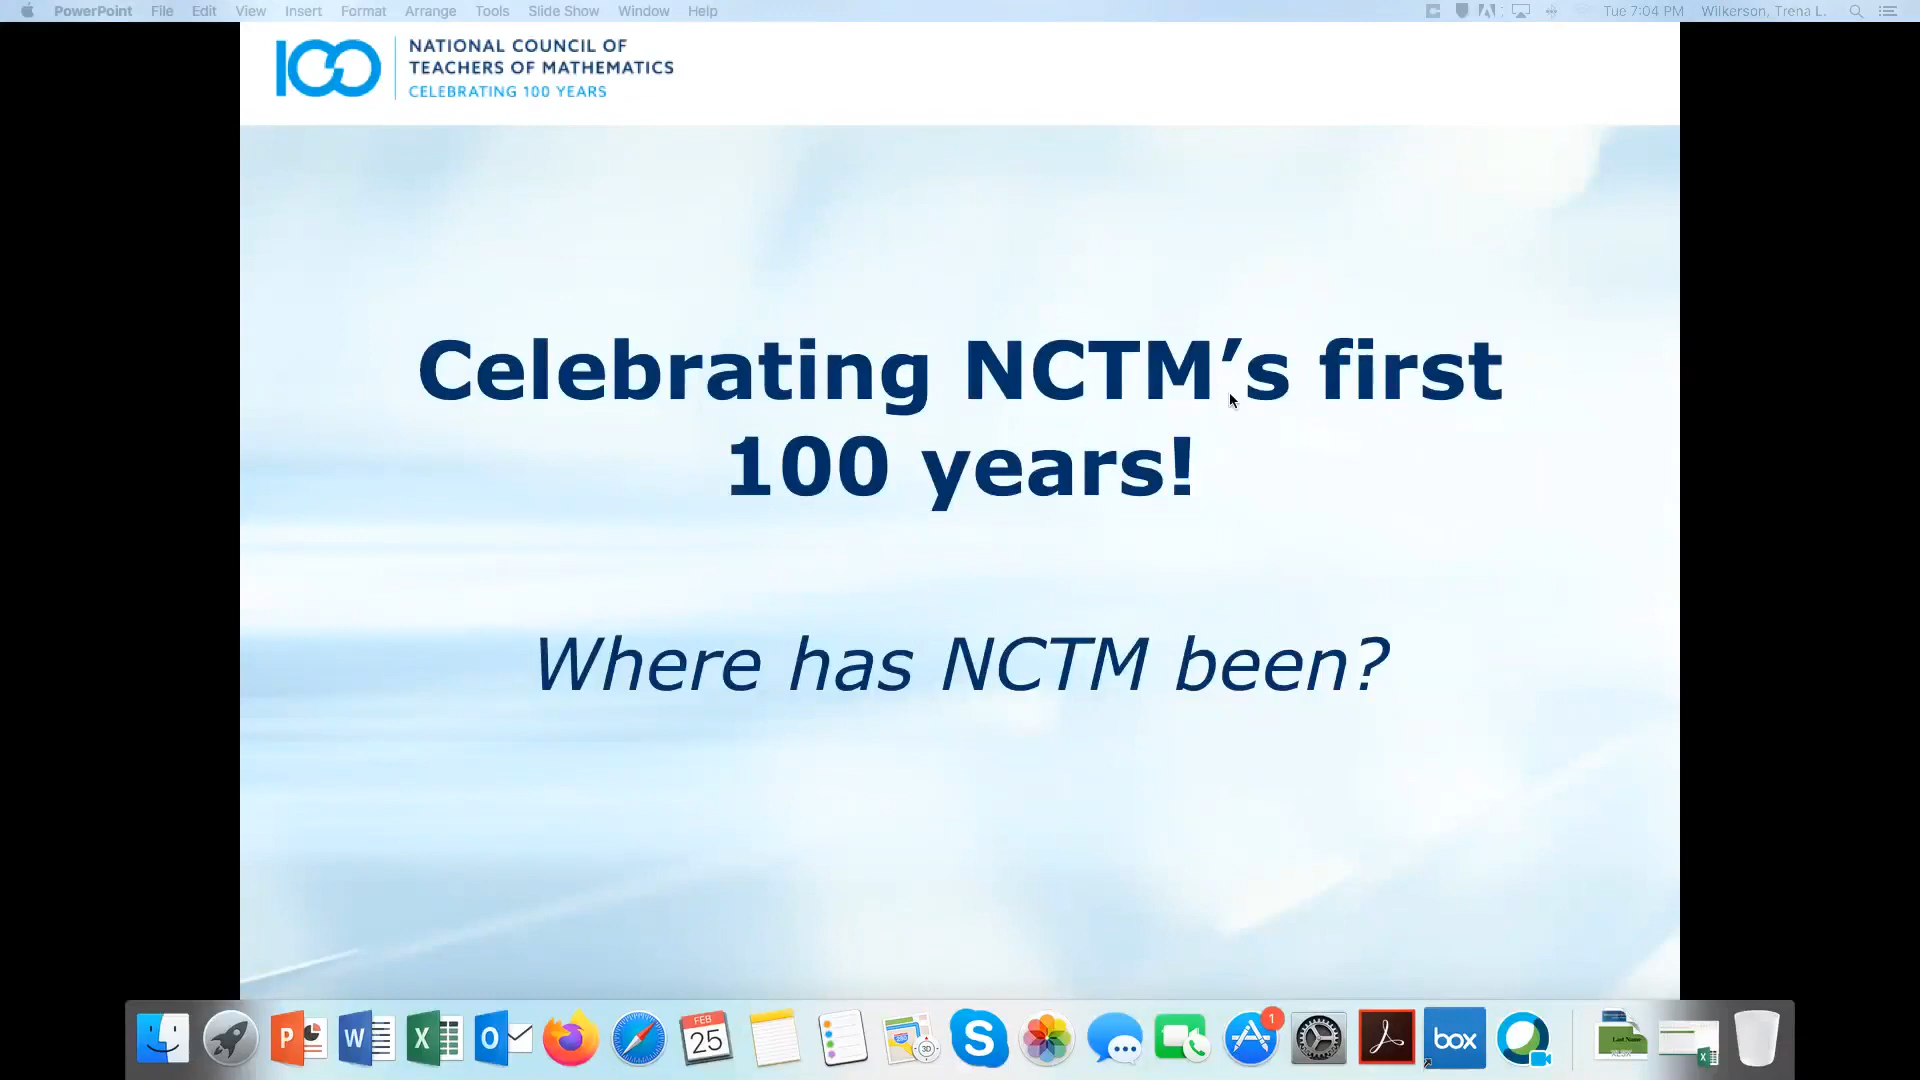 PowerPoint File Edit View Insert Format Arrange Tools Slide Show Window Help Tue 7:04 PM Wilkerson, Trena L.
100
NATIONAL COUNCIL OF
TEACHERS OF MATHEMATICS
CELEBRATING 100 YEARS
Celebrating NCTM’s first
100 years!
Where has NCTM been?
FEB
25
1
box